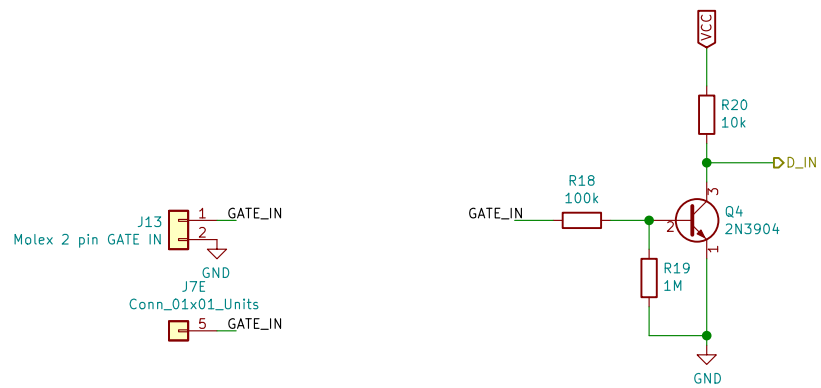 VCC
R20
10k
D_IN
R18
100k
GATE_IN
3
Q4
2N3904
2
1
R19
1M
GND
J13
Molex 2 pin GATE IN
1
GATE_IN
2
GND
J7E
Conn_01x01_Units
5
GATE_IN